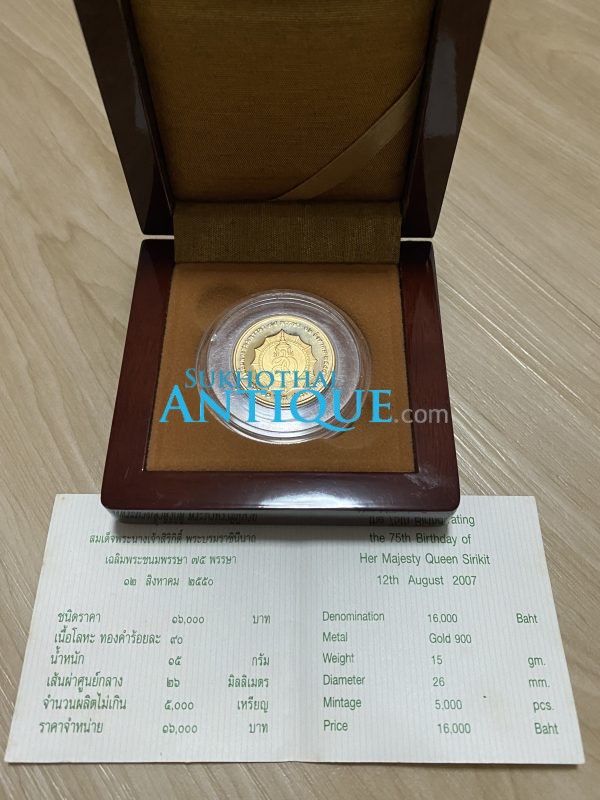 SUKHOTHAI
ANTIQUE.com
สมเด็จพระนางเจ้าสิริกิติ์ พระบรมราชินีนาถ
เฉลิมพระชนมพรรษา ๗๕ พรรษา
๑๒ สิงหาคม ๒๕๕๐
ชนิดราคา ๑๖,๐๐๐ บาท
เนื้อโลหะ ทองคำร้อยละ ๙๐
น้ำหนัก ๑๕ กรัม
เส้นผ่าศูนย์กลาง ๒๖ มิลลิเมตร
จำนวนผลิตไม่เกิน ๕,๐๐๐ เหรียญ
ราคาจำหน่าย ๑๖,๐๐๐ บาท
the 75th Birthday of
Her Majesty Queen Sirikit
12th August 2007
Denomination 16,000 Baht
Metal Gold 900
Weight 15 gm.
Diameter 26 mm.
Mintage 5,000 pcs.
Price 16,000 Baht